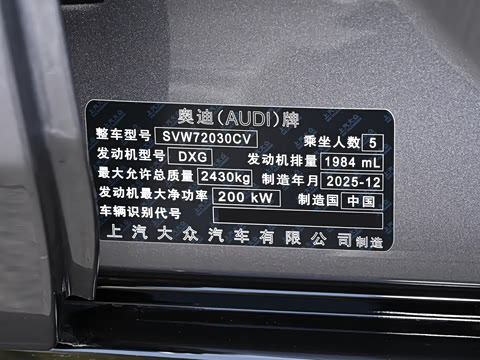 奥迪(AUDI)牌
整车型号 SVW72030CV 乘坐人数 5
发动机型号 DXG 发动机排量 1984 mL
最大允许总质量 2430kg 制造年月 2025-12
发动机最大净功率 200 kW 制造国 中国
车辆识别代号
上汽大众汽车有限公司制造